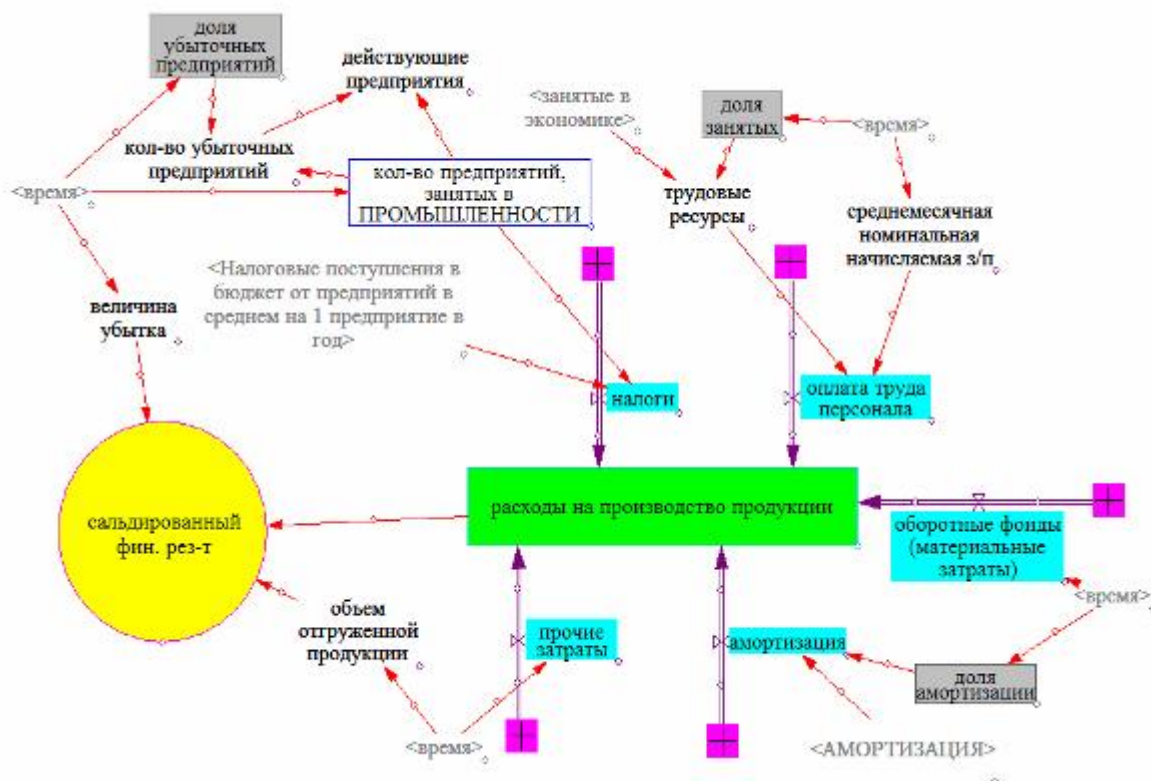 доля
убыточных
предприятий
действующие
предприятия
<занятые в
экономике>
доля
занятых
<время>
кол-во убыточных
предприятий
<время>
кол-во предприятий,
занятых в
ПРОМЫШЛЕННОСТИ
трудовые
ресурсы
среднемесячная
номинальная
начисляемая з/п
<Налоговые поступления в
бюджет от предприятий в
среднем на 1 предприятие в
год>
величина
убытка
налоги
оплата труда
персонала
расходы на производство продукции
сальдированный
фин. рез-т
оборотные фонды
(материальные
затраты)
<время>
объем
отгруженной
продукции
прочие
затраты
амортизация
доля
амортизации
<время>
<АМОРТИЗАЦИЯ>